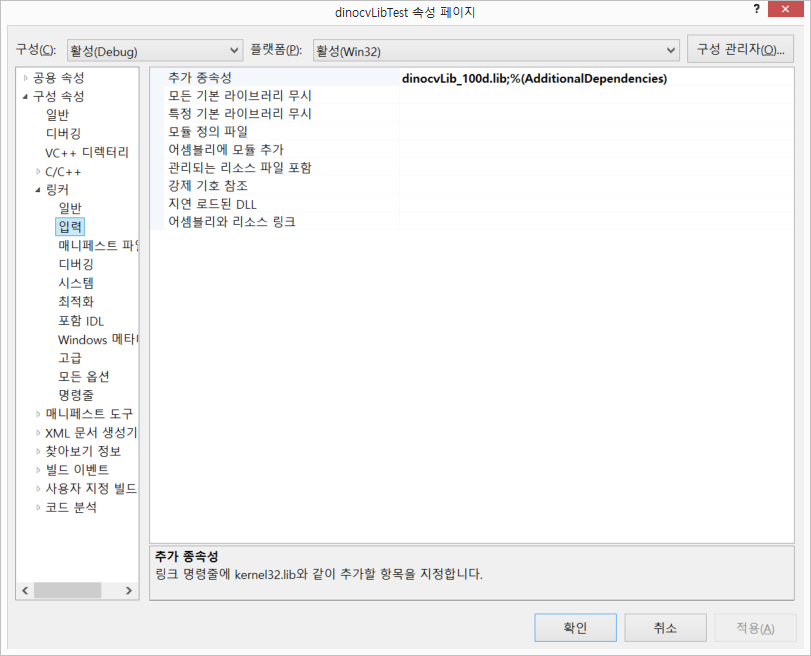 dinocvLibTest 속성 페이지
? ×
구성(C): 활성(Debug) 플랫폼(P): 활성(Win32) 구성 관리자(O)...
공용 속성
구성 속성
일반
디버깅
VC++ 디렉터리
C/C++
링커
일반
입력
매니페스트 파일
디버깅
시스템
최적화
포함 IDL
Windows 메타
고급
모든 옵션
명령줄
매니페스트 도구
XML 문서 생성기
찾아보기 정보
빌드 이벤트
사용자 지정 빌드
코드 분석
추가 종속성 dinocvLib_100d.lib;%(AdditionalDependencies)
모든 기본 라이브러리 무시
특정 기본 라이브러리 무시
모듈 정의 파일
어셈블리에 모듈 추가
관리되는 리소스 파일 포함
강제 기호 참조
지연 로드된 DLL
어셈블리와 리소스 링크
추가 종속성
링크 명령줄에 kernel32.lib와 같이 추가할 항목을 지정합니다.
확인 취소 적용(A)